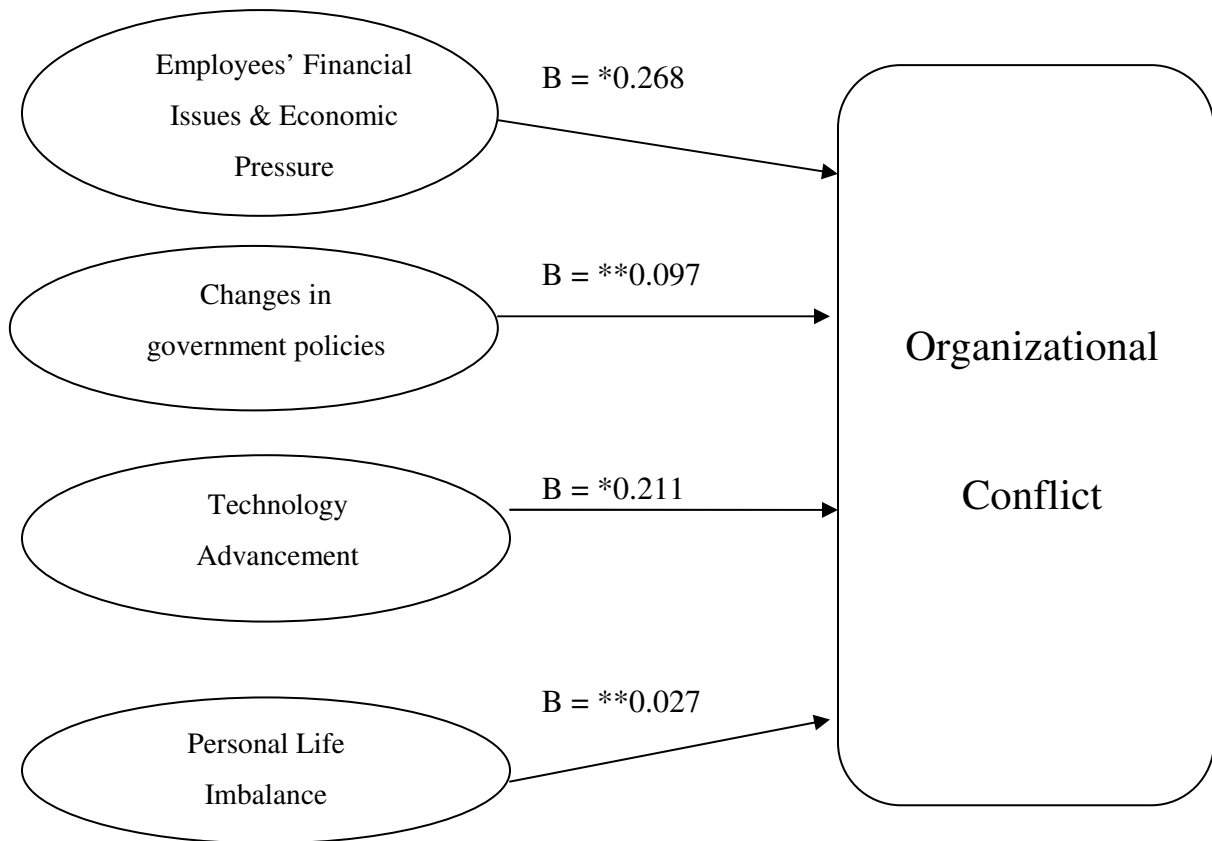 Employees’ Financial
Issues & Economic
Pressure
B = *0.268
Changes in
government policies
B = **0.097
Technology
Advancement
B = *0.211
Personal Life
Imbalance
B = **0.027
Organizational
Conflict